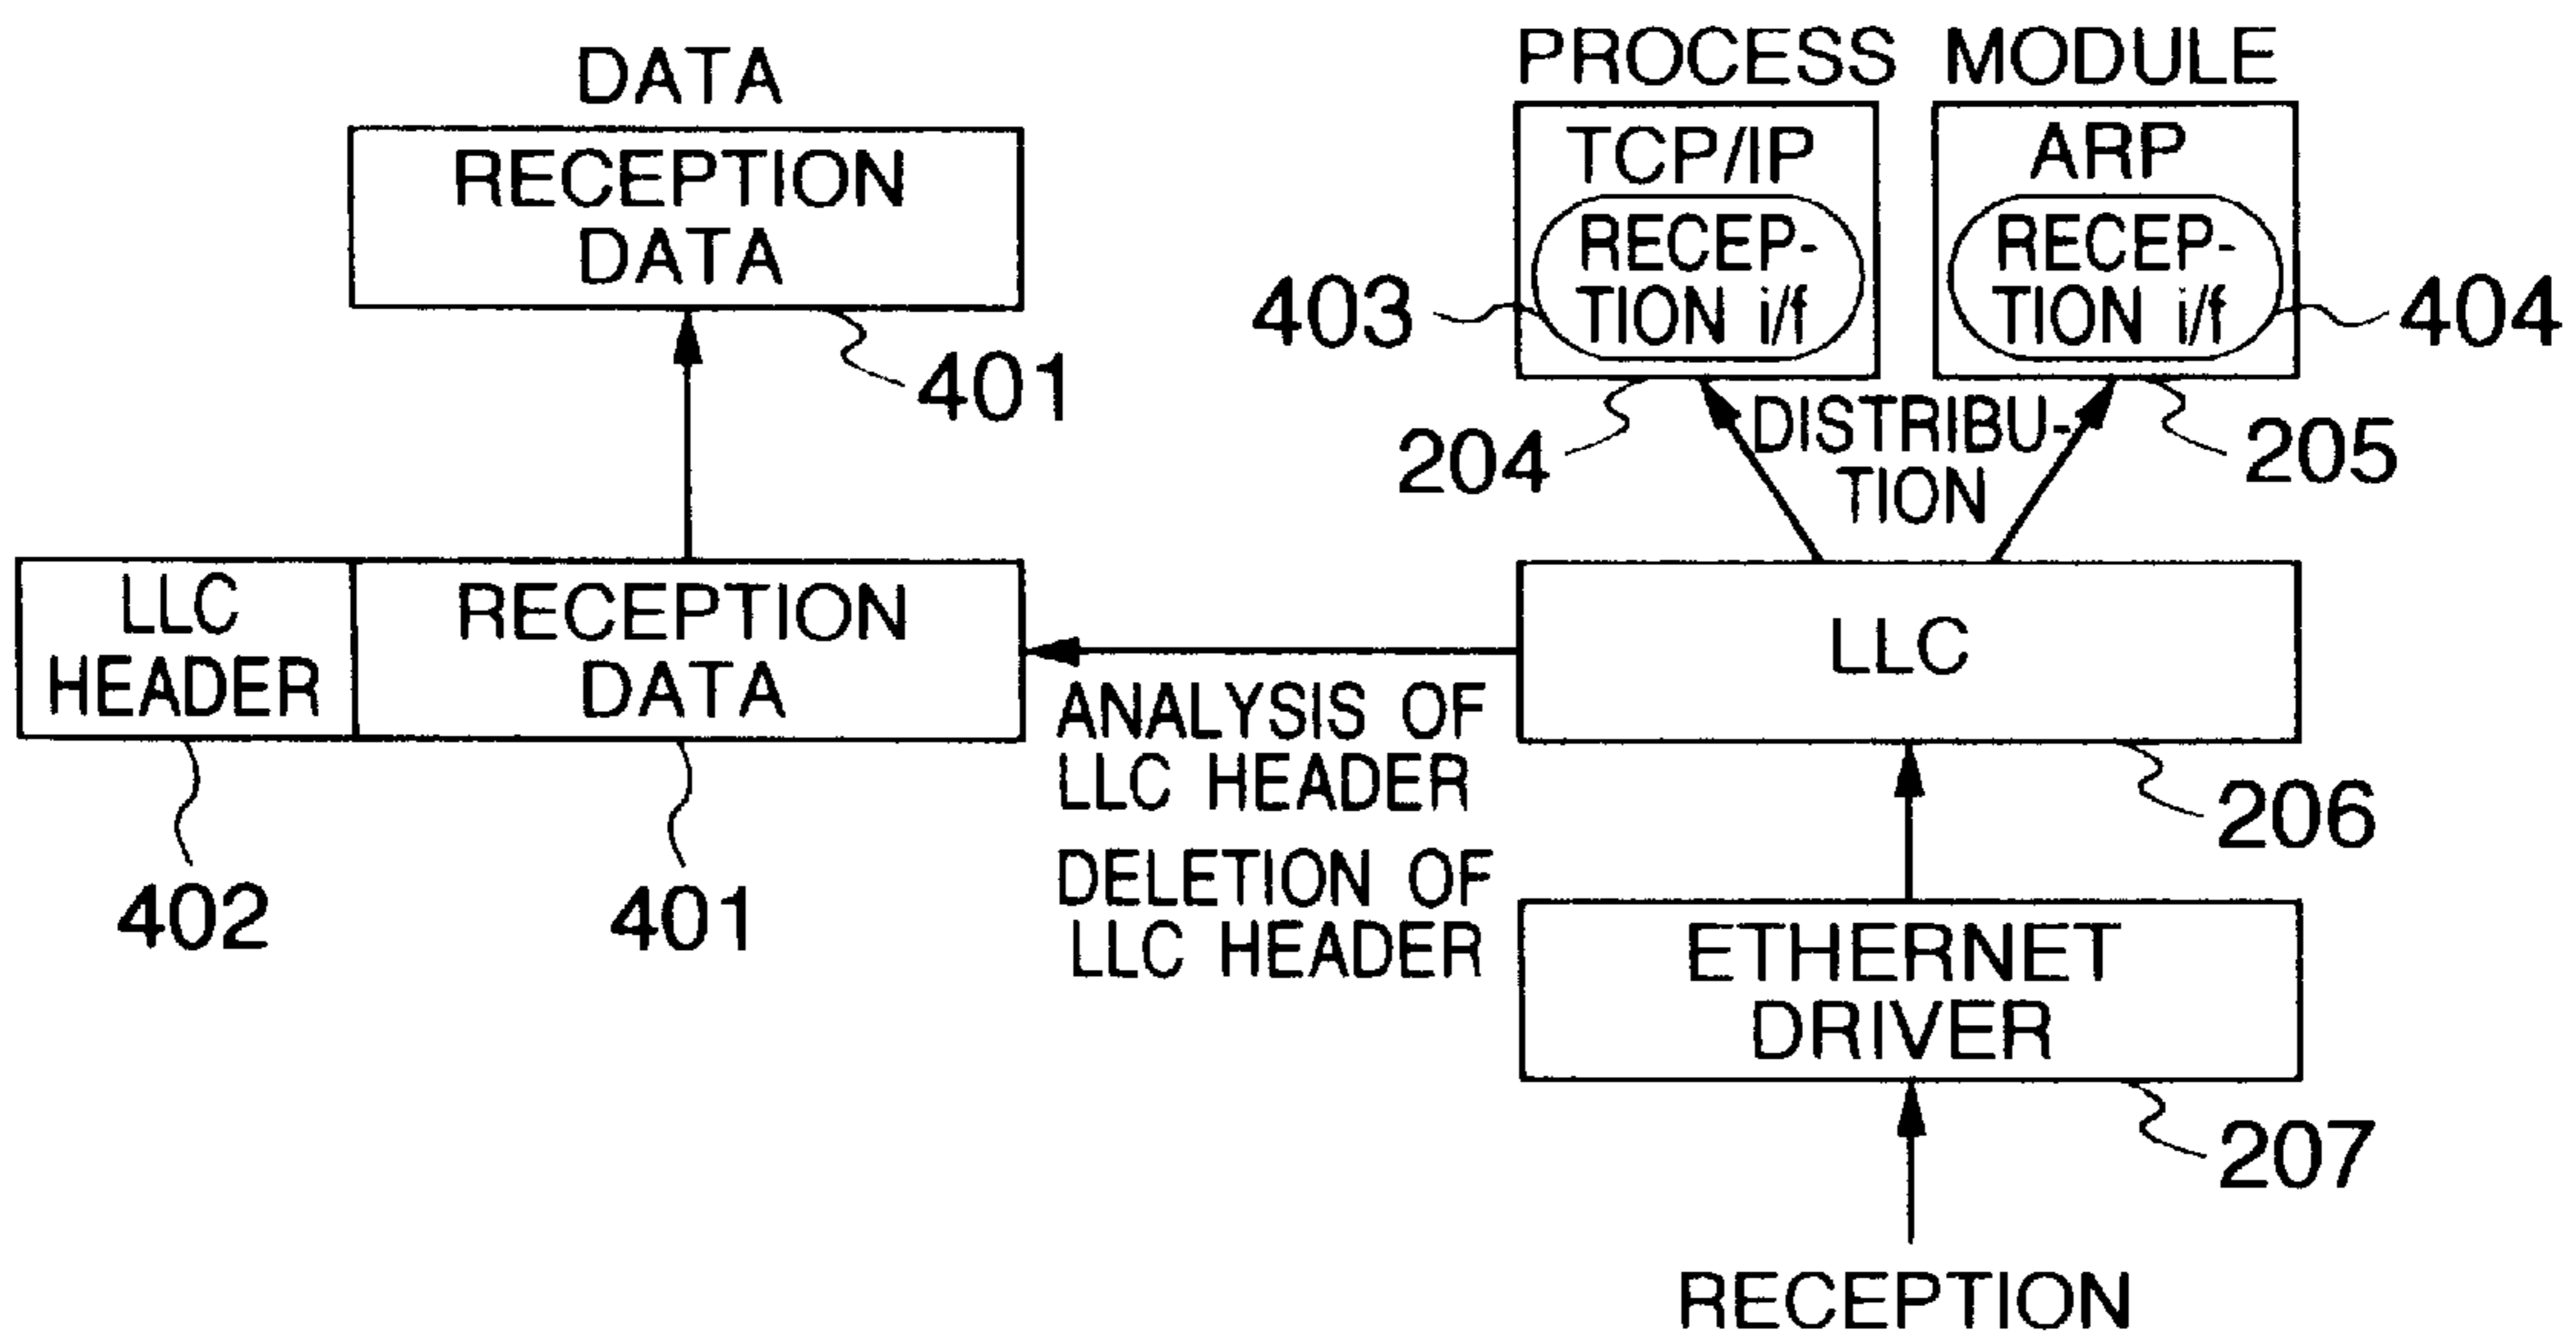 DATA
RECEPTION
DATA
401
LLC
HEADER
RECEPTION
DATA
402
401
ANALYSIS OF
LLC HEADER
DELETION OF
LLC HEADER
PROCESS MODULE
TCP/IP
RECEP-
TION i/f
403
204
ARP
RECEP-
TION i/f
404
205
DISTRIBU-
TION
LLC
206
ETHERNET
DRIVER
207
RECEPTION